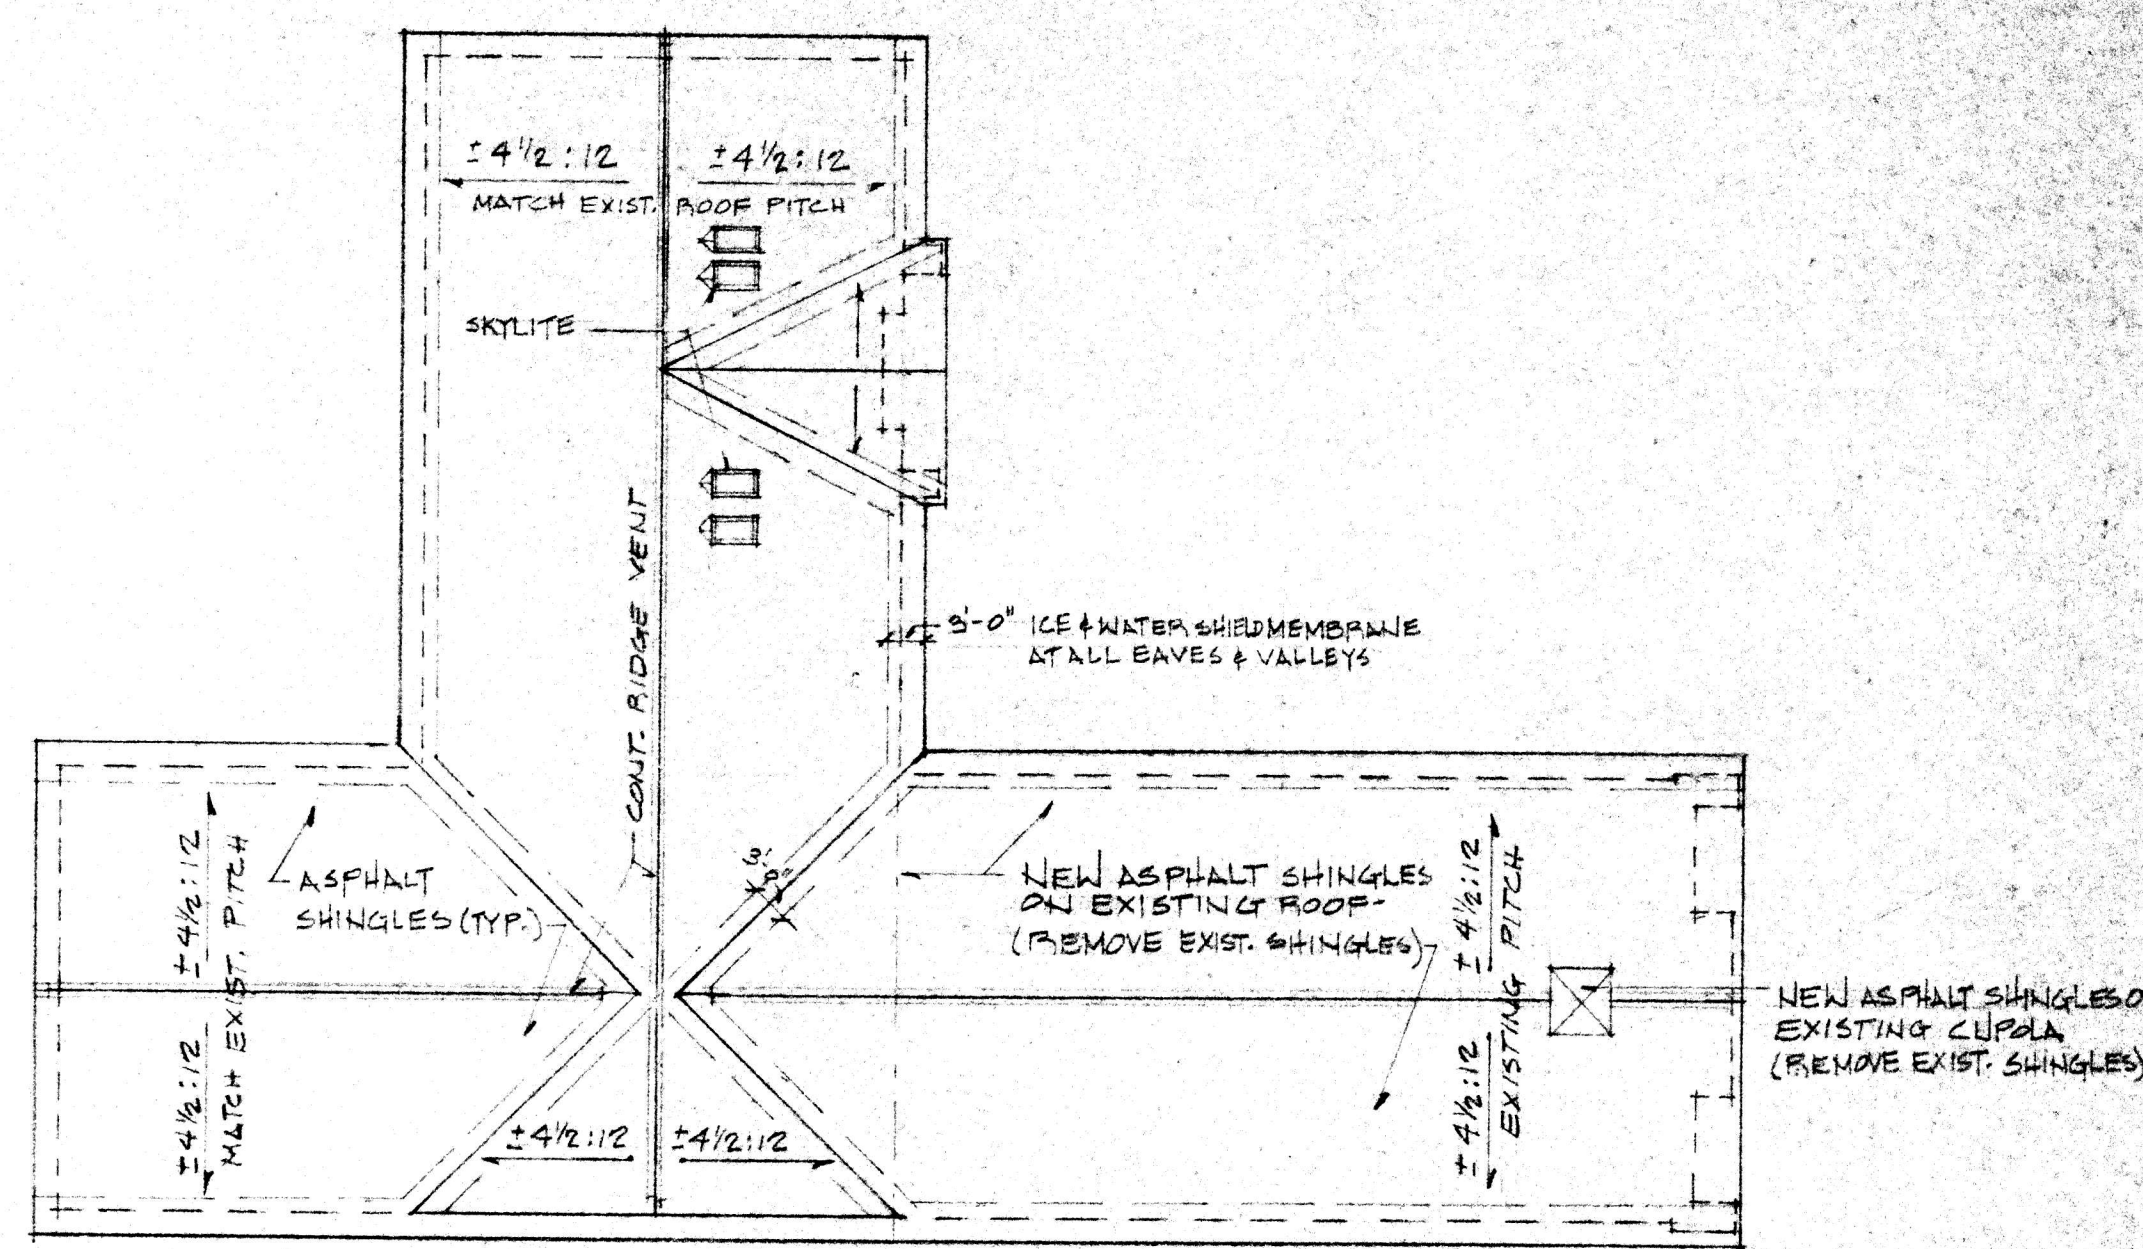 ±4½:12
±4½:12
MATCH EXIST. ROOF PITCH
SKYLITE
CONT. RIDGE VENT
3'-0" ICE & WATER SHIELD MEMBRANE
AT ALL EAVES & VALLEYS
3'-0"
±4½:12
±4½:12
MATCH EXIST. PITCH
ASPHALT
SHINGLES (TYP.)
NEW ASPHALT SHINGLES
ON EXISTING ROOF-
(REMOVE EXIST. SHINGLES)
±4½:12
±4½:12
EXISTING PITCH
NEW ASPHALT SHINGLES O
EXISTING CUPOLA
(REMOVE EXIST. SHINGLES)
±4½:12
±4½:12